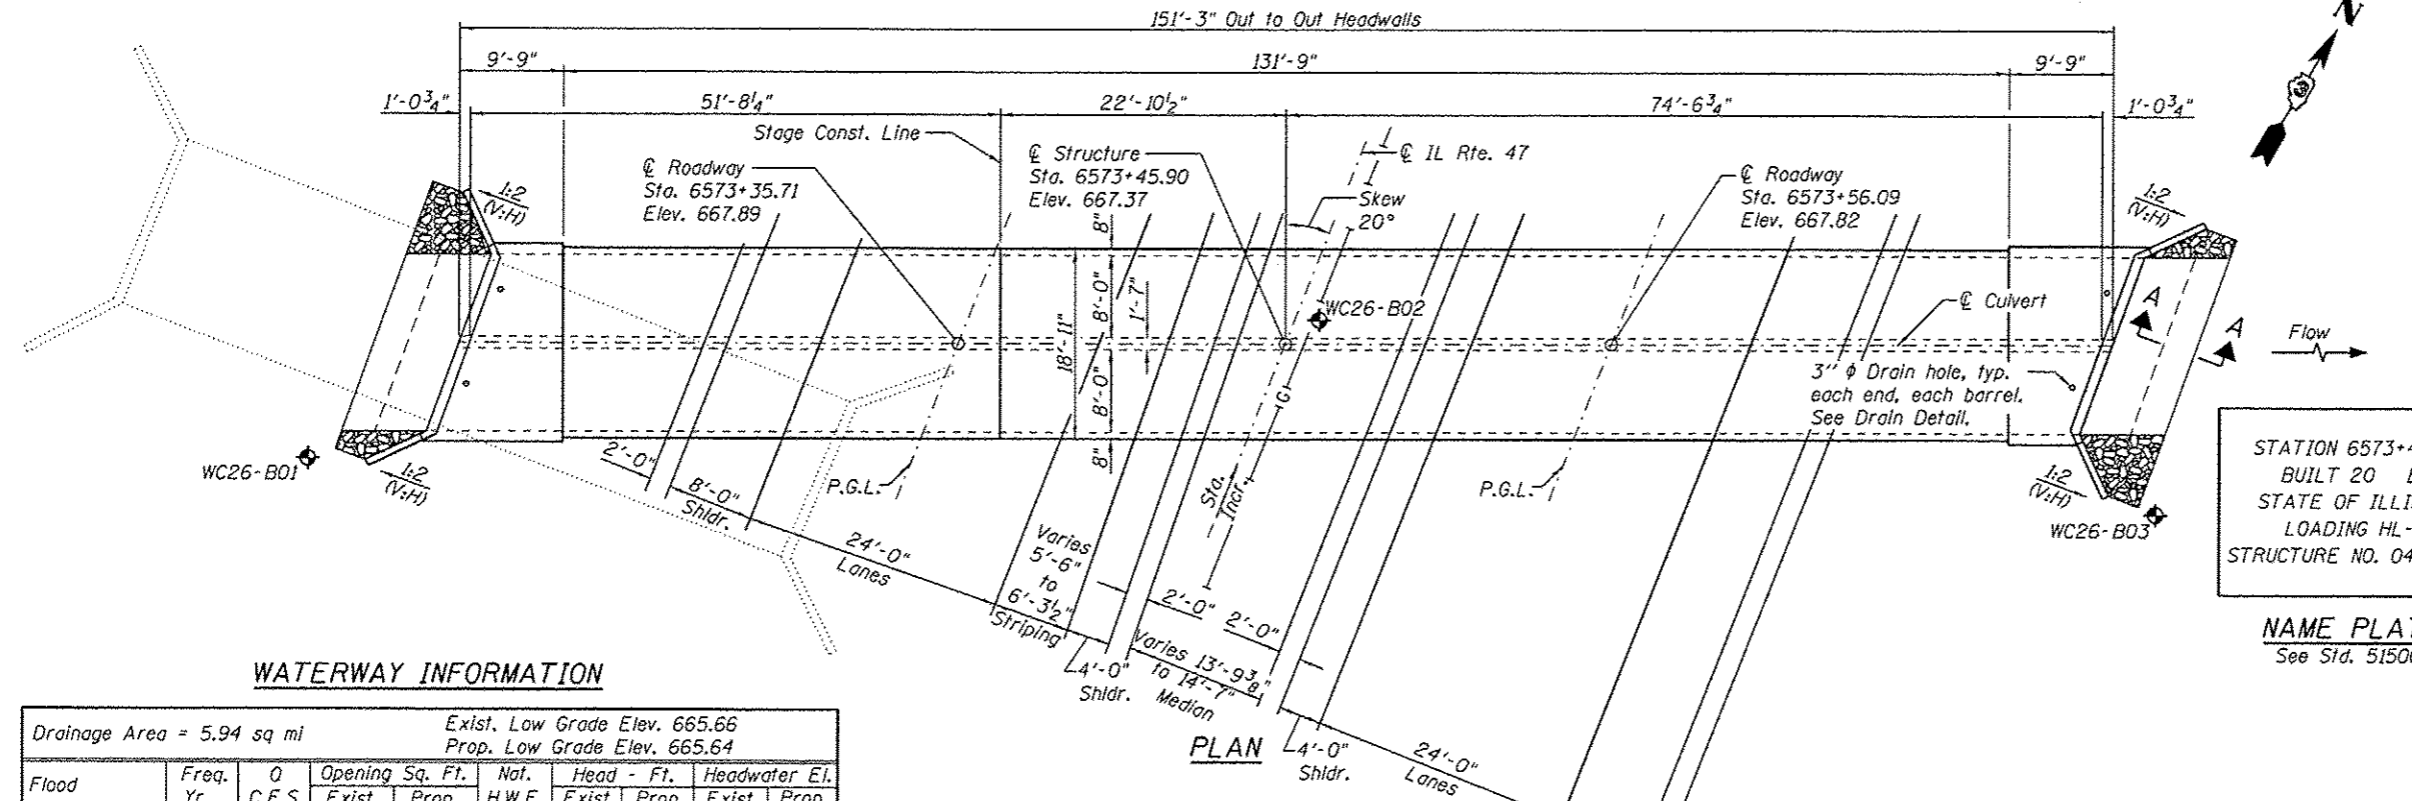 151'-3" Out to Out Headwalls
N
9'-9"
131'-9"
9'-9"
1'-0¾"
51'-8¼"
22'-10½"
74'-6¾"
1'-0¾"
Stage Const. Line
℄ Roadway
Sta. 6573+35.71
Elev. 667.89
℄ Structure
Sta. 6573+45.90
Elev. 667.37
℄ IL Rte. 47
Skew
20°
℄ Roadway
Sta. 6573+56.09
Elev. 667.82
1:2
(V:H)
1:2
(V:H)
8"
8'-0"
1'-7"
18'-11"
8'-0"
8"
WC26-B02
℄ Culvert
A
A
Flow
3" ϕ Drain hole, typ.
each end, each barrel.
See Drain Detail.
WC26-B01
1:2
(V:H)
2'-0"
8'-0"
Shldr.
P.G.L.
Sta.
Incr.
P.G.L.
1:2
(V:H)
WC26-B03
24'-0"
Lanes
Varies
5'-6"
to
6'-3½"
Striping
4'-0"
Shldr.
2'-0"
2'-0"
Varies 13'-9⅜"
to 14'-7"
Median
4'-0"
Shldr.
24'-0"
Lanes
PLAN
STATION 6573+4
BUILT 20
STATE OF ILLI
LOADING HL-
STRUCTURE NO. 04
NAME PLAT
See Std. 5150
WATERWAY INFORMATION
Drainage Area = 5.94 sq mi
Exist. Low Grade Elev. 665.66
Prop. Low Grade Elev. 665.64
Flood Freq. Q Opening Sq. Ft. Nat. Head - Ft. Headwater El.
Yr. C.F.S. Exist. Prop. H.W.E. Exist. Prop. Exist. Prop.